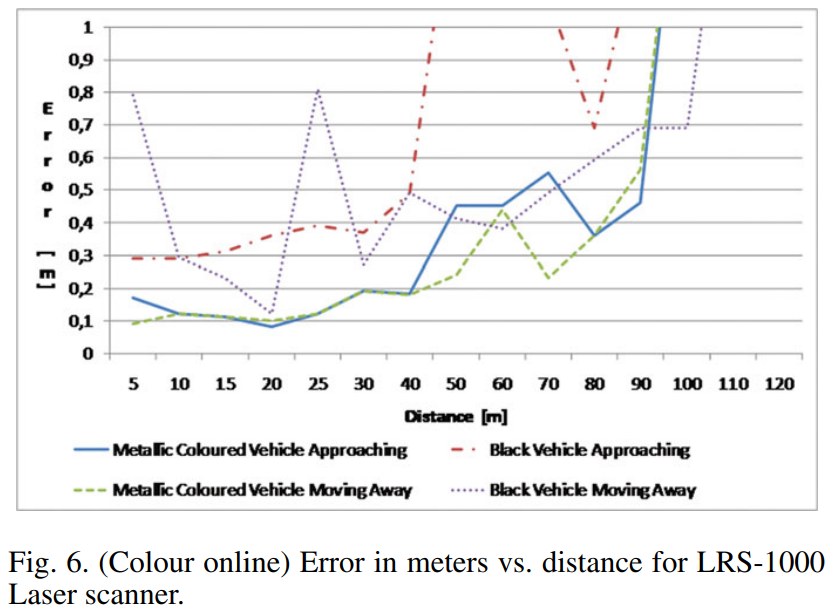 1
0,9
0,8
0,7
0,6
0,5
0,4
0,3
0,2
0,1
0
Error [m]
5 10 15 20 25 30 40 50 60 70 80 90 100 110 120
Distance [m]
Metallic Coloured Vehicle Approaching
Black Vehicle Approaching
Metallic Coloured Vehicle Moving Away
Black Vehicle Moving Away
Fig. 6. (Colour online) Error in meters vs. distance for LRS-1000
Laser scanner.